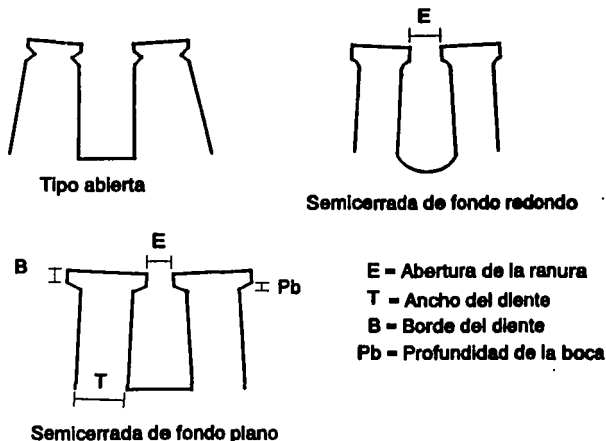 E
Tipo abierta
Semicerrada de fondo redondo
E
B
Pb
T
E = Abertura de la ranura
T = Ancho del diente
B = Borde del diente
Pb = Profundidad de la boca
Semicerrada de fondo plano